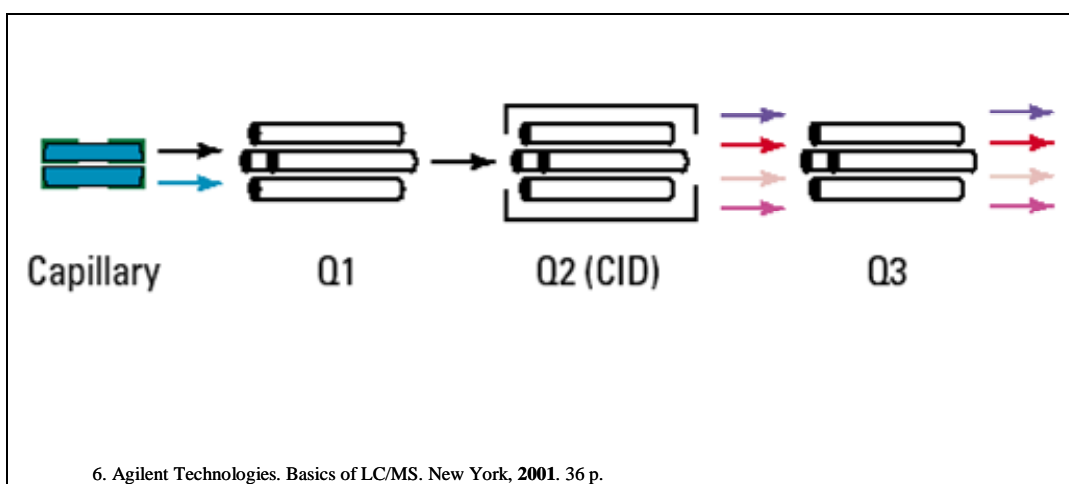 Capillary Q1 Q2 (CID) Q3
6. Agilent Technologies. Basics of LC/MS. New York, 2001. 36 p.